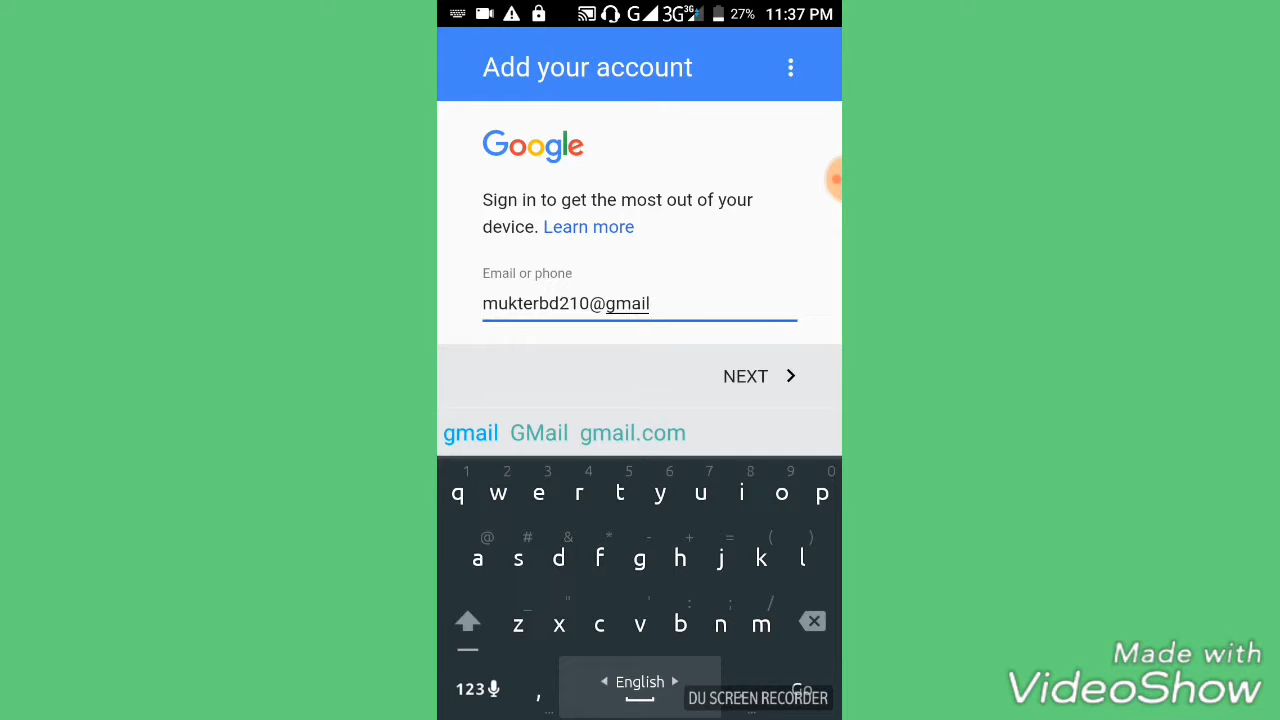 G 3G 3G 27% 11:37 PM
Add your account
Google
Sign in to get the most out of your
device. Learn more
Email or phone
mukterbd210@gmail
NEXT
gmail GMail gmail.com
1 2 3 4 5 6 7 8 9 0
q w e r t y u i o p
@ # & * - + = ( )
a s d f g h j k l
_ " ' : ; /
z x c v b n m
123 , English Go
DU SCREEN RECORDER
Made with
VideoShow